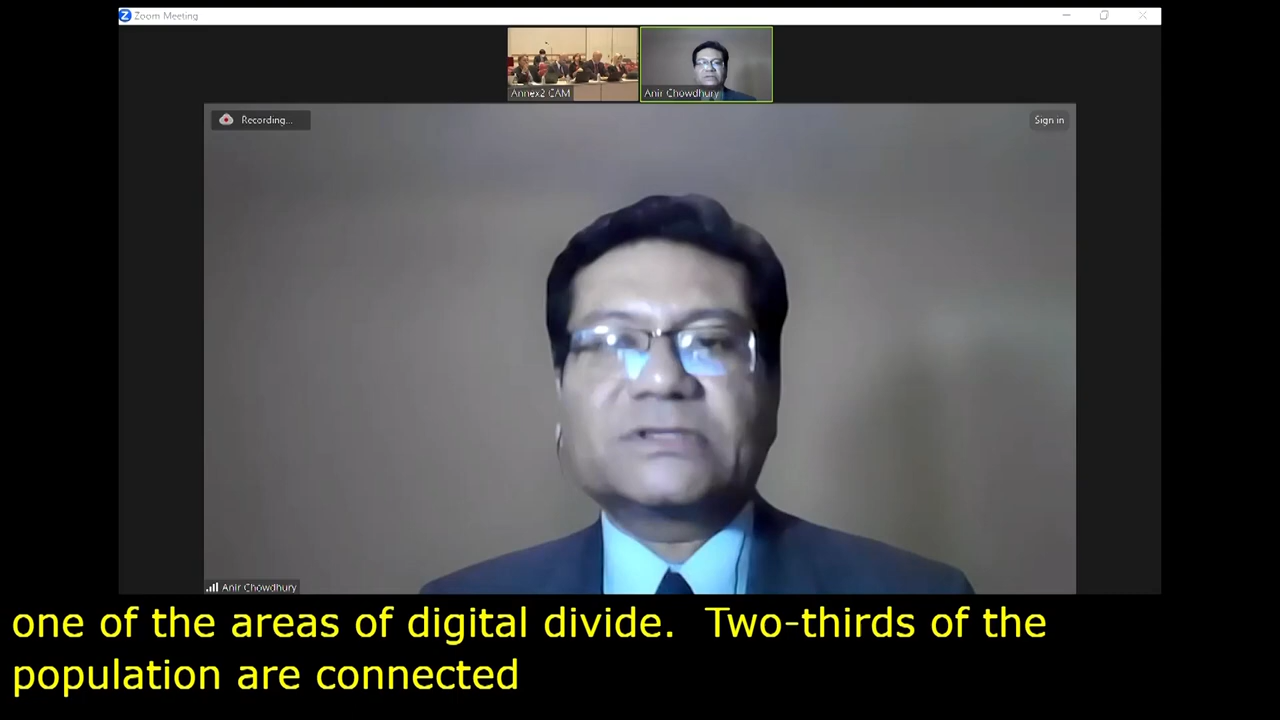 Zoom Meeting
Annex2 CAM
Anir Chowdhury
Recording...
Sign in
Anir Chowdhury
one of the areas of digital divide. Two-thirds of the
population are connected